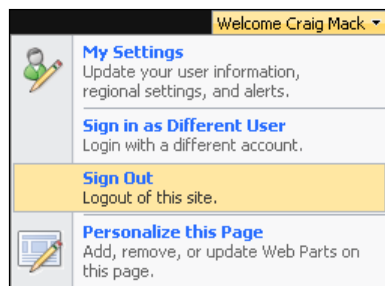 Welcome Craig Mack
My Settings
Update your user information,
regional settings, and alerts.
Sign in as Different User
Login with a different account.
Sign Out
Logout of this site.
Personalize this Page
Add, remove, or update Web Parts on
this page.